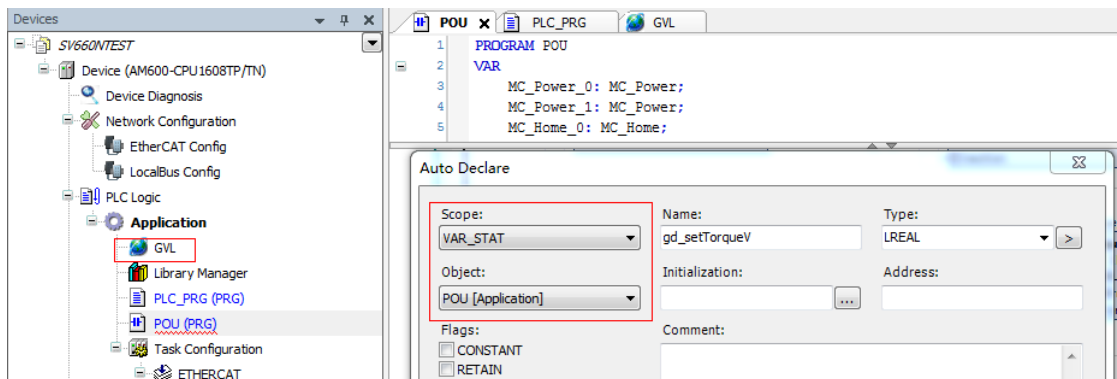 Devices
SV660NTEST
Device (AM600-CPU1608TP/TN)
Device Diagnosis
Network Configuration
EtherCAT Config
LocalBus Config
PLC Logic
Application
GVL
Library Manager
PLC_PRG (PRG)
POU (PRG)
Task Configuration
ETHERCAT
POU PLC_PRG GVL
1 PROGRAM POU
2 VAR
3 MC_Power_0: MC_Power;
4 MC_Power_1: MC_Power;
5 MC_Home_0: MC_Home;
Auto Declare
Scope: Name: Type:
VAR_STAT gd_setTorqueV LREAL >
Object: Initialization: Address:
POU [Application] ...
Flags: Comment:
CONSTANT
RETAIN